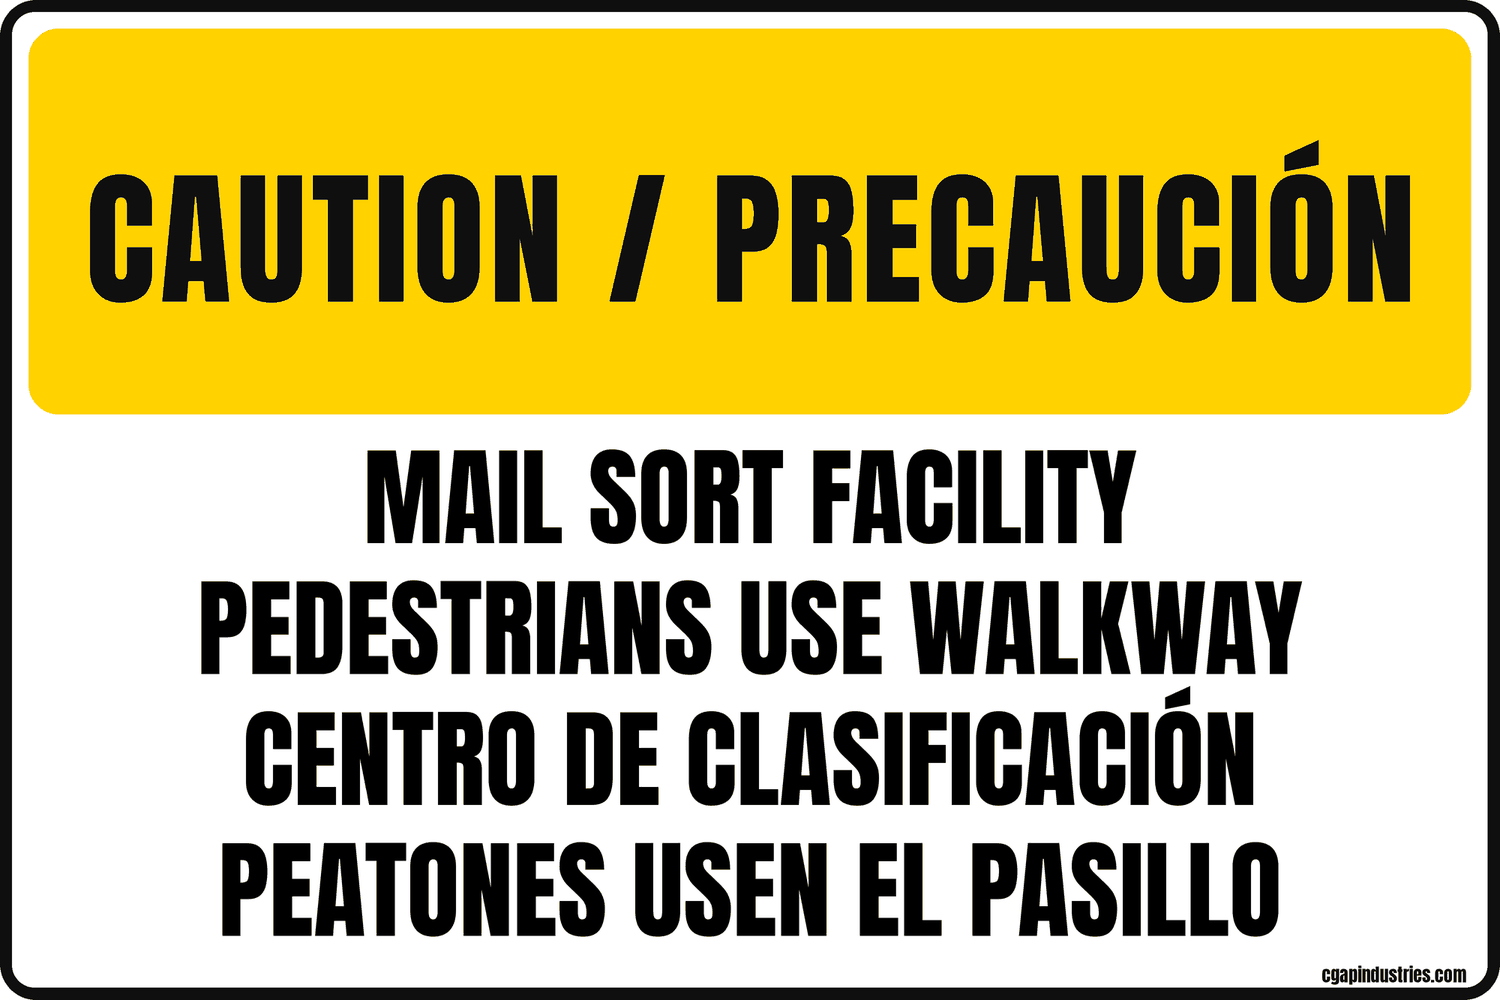 CAUTION / PRECAUCIÓN
MAIL SORT FACILITY
PEDESTRIANS USE WALKWAY
CENTRO DE CLASIFICACIÓN
PEATONES USEN EL PASILLO
cgapindustries.com